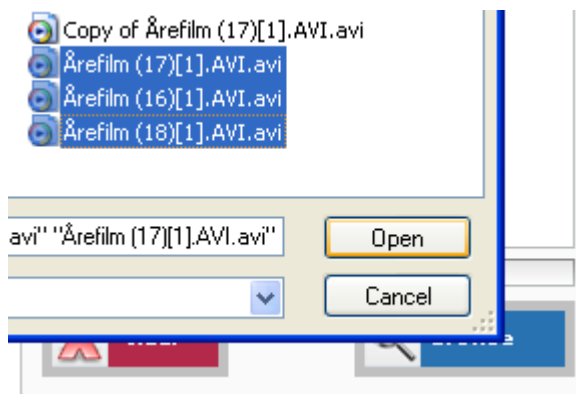 Copy of Årefilm (17)[1].AVI.avi
Årefilm (17)[1].AVI.avi
Årefilm (16)[1].AVI.avi
Årefilm (18)[1].AVI.avi
avi" "Årefilm (17)[1].AVI.avi"
Open
Cancel